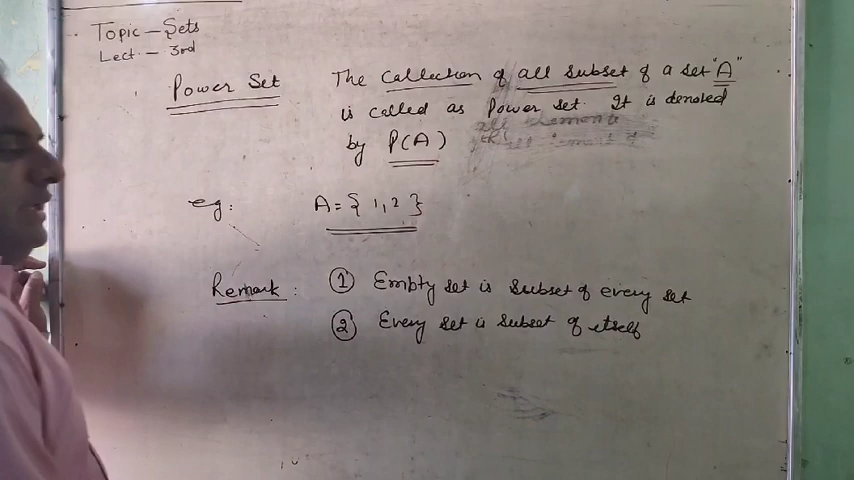 Topic - Sets
Lect. - 3rd
Power Set The Collection of all subset of a set "A"
is called as Power set. It is denoted
by P(A)
eg: A = { 1, 2 }
Remark : ① Empty set is subset of every set
② Every set is subset of itself